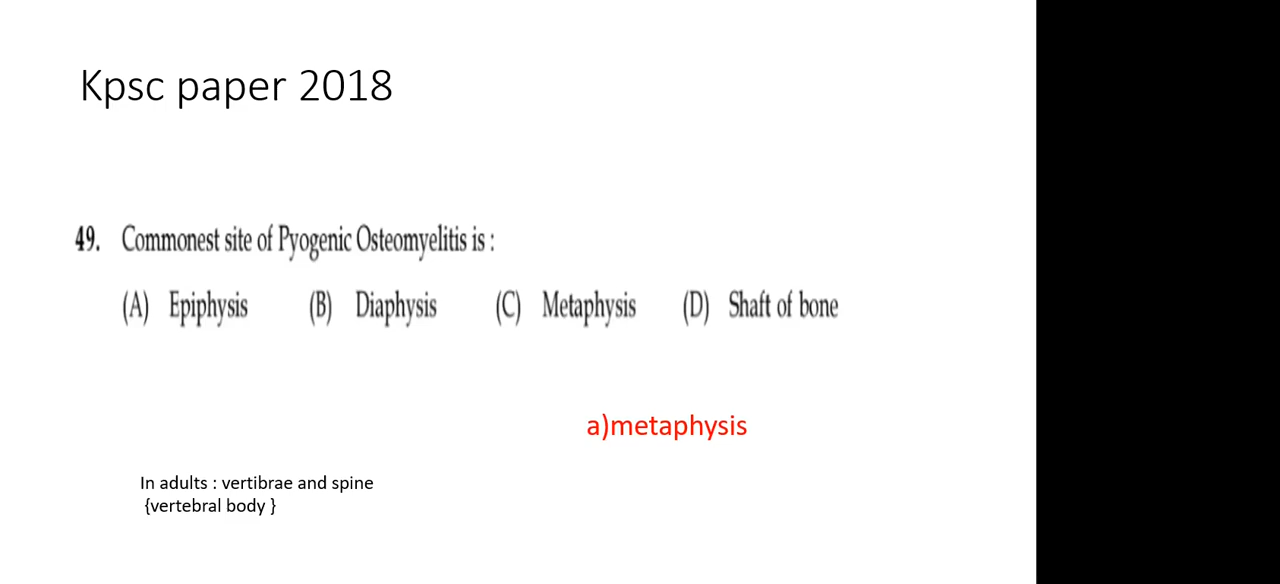 Kpsc paper 2018
49. Commonest site of Pyogenic Osteomyelitis is :
(A) Epiphysis (B) Diaphysis (C) Metaphysis (D) Shaft of bone
a)metaphysis
In adults : vertibrae and spine
{vertebral body }